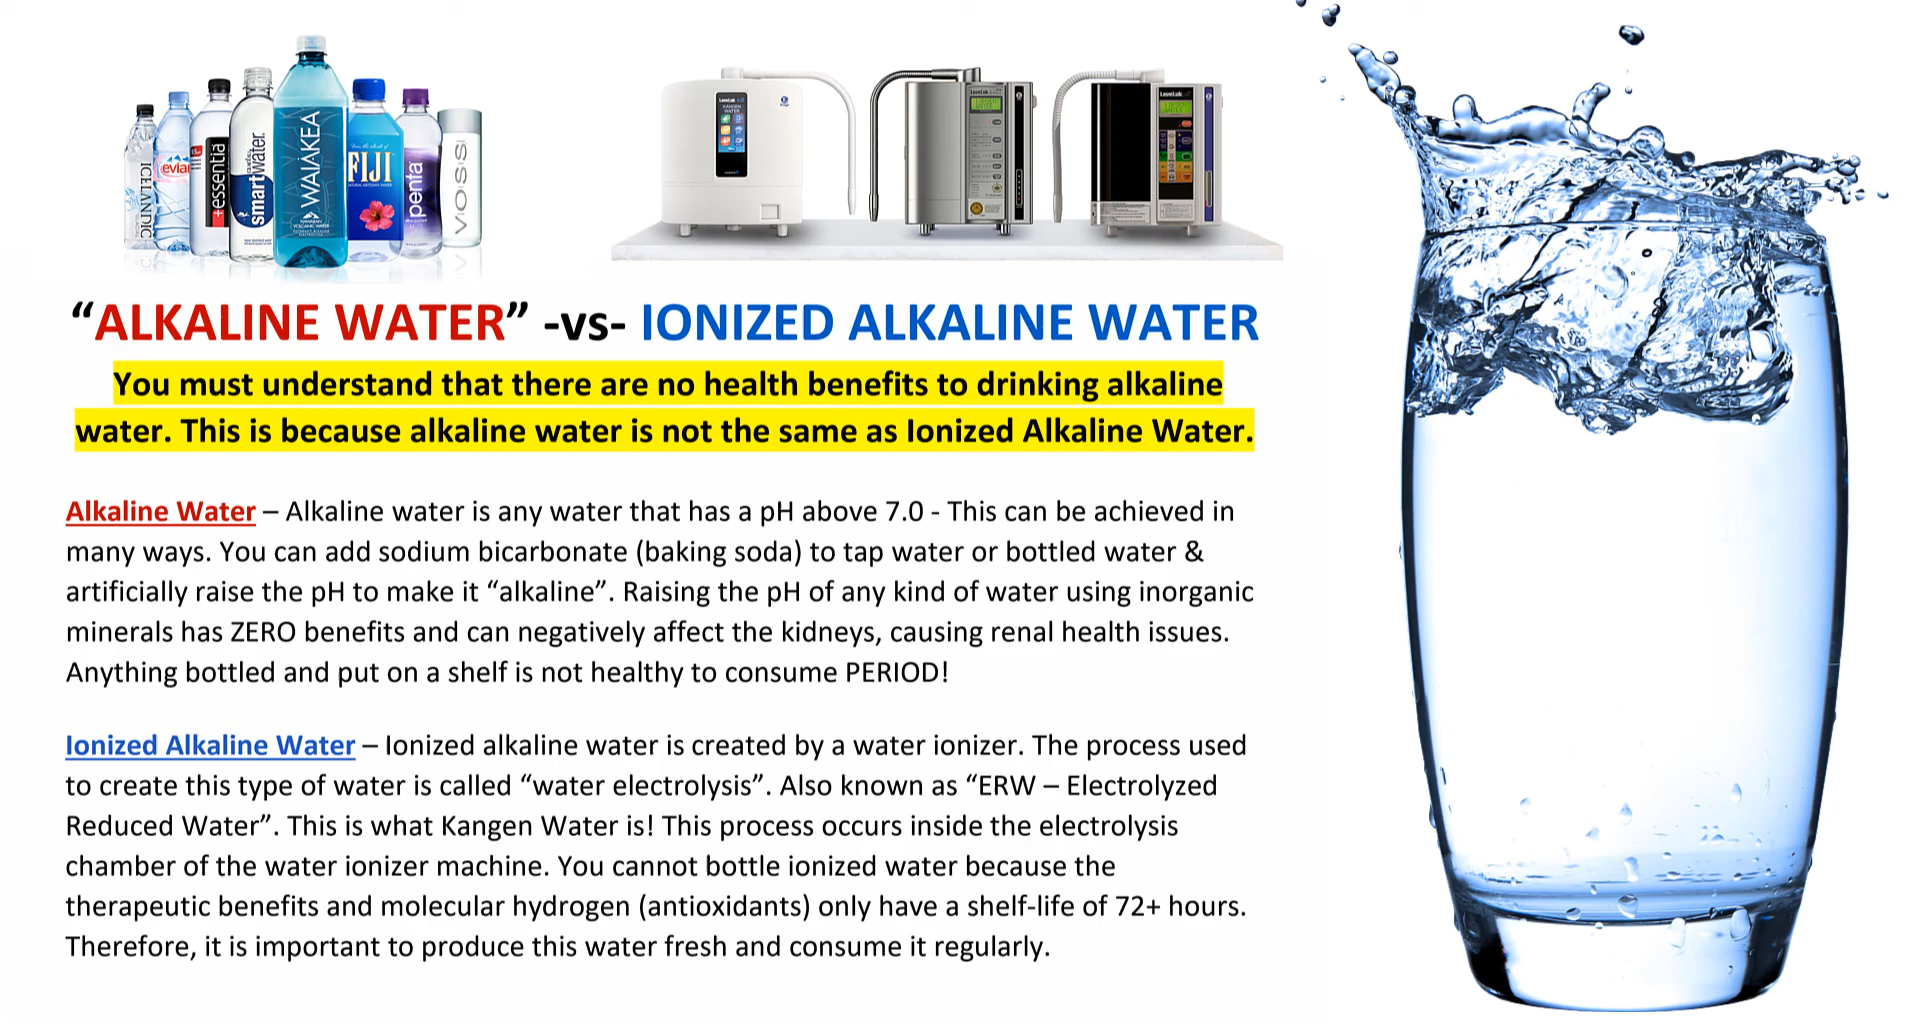 ICELANDIC
evian
+essentia
smartwater
WAIAKEA
HAWAIIAN
VOLCANIC WATER
FIJI
penta
VIOSSI
KANGEN
WATER
LeveLuk
LeveLuk
“ALKALINE WATER” -vs- IONIZED ALKALINE WATER
You must understand that there are no health benefits to drinking alkaline
water. This is because alkaline water is not the same as Ionized Alkaline Water.
Alkaline Water – Alkaline water is any water that has a pH above 7.0 - This can be achieved in
many ways. You can add sodium bicarbonate (baking soda) to tap water or bottled water &
artificially raise the pH to make it “alkaline”. Raising the pH of any kind of water using inorganic
minerals has ZERO benefits and can negatively affect the kidneys, causing renal health issues.
Anything bottled and put on a shelf is not healthy to consume PERIOD!
Ionized Alkaline Water – Ionized alkaline water is created by a water ionizer. The process used
to create this type of water is called “water electrolysis”. Also known as “ERW – Electrolyzed
Reduced Water”. This is what Kangen Water is! This process occurs inside the electrolysis
chamber of the water ionizer machine. You cannot bottle ionized water because the
therapeutic benefits and molecular hydrogen (antioxidants) only have a shelf-life of 72+ hours.
Therefore, it is important to produce this water fresh and consume it regularly.